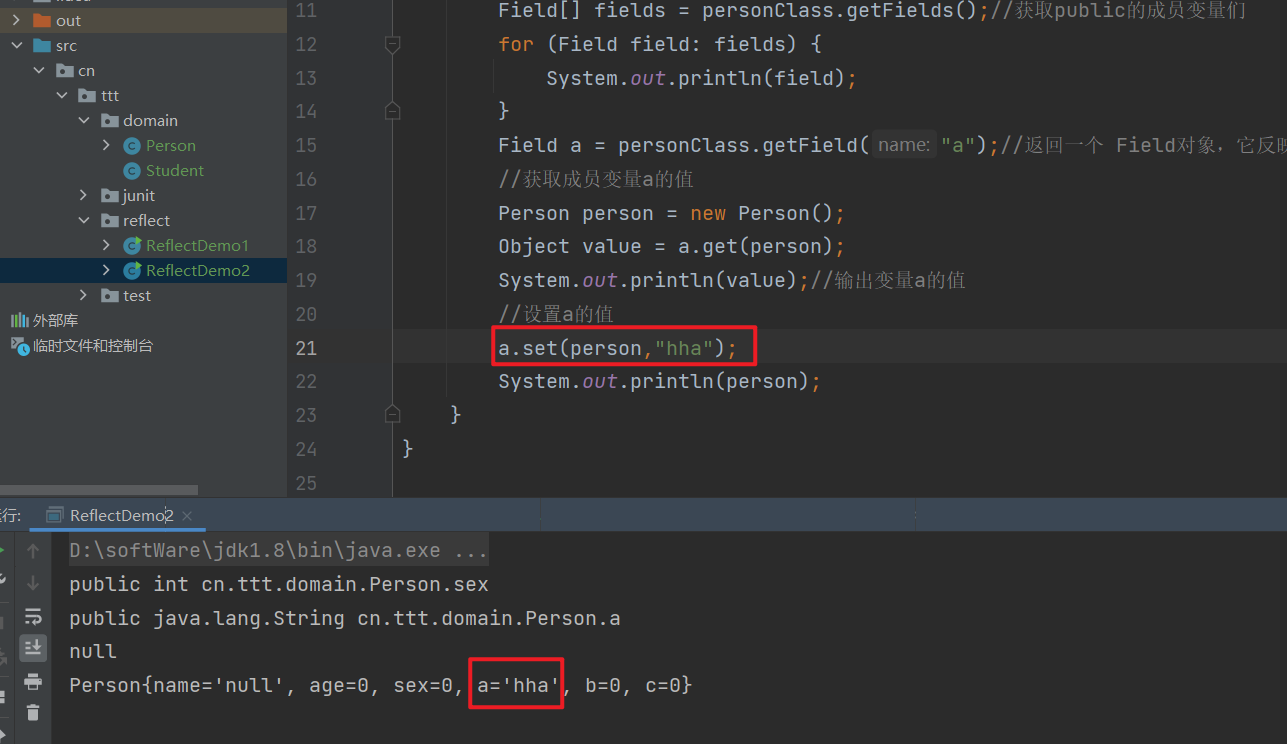 out
src
cn
ttt
domain
Person
Student
junit
reflect
ReflectDemo1
ReflectDemo2
test
外部库
临时文件和控制台
11 Field[] fields = personClass.getFields();//获取public的成员变量们
12 for (Field field: fields) {
13 System.out.println(field);
14 }
15 Field a = personClass.getField( name: "a");//返回一个 Field对象，它反映
16 //获取成员变量a的值
17 Person person = new Person();
18 Object value = a.get(person);
19 System.out.println(value);//输出变量a的值
20 //设置a的值
21 a.set(person,"hha");
22 System.out.println(person);
23 }
24 }
25
行: ReflectDemo2
D:\softWare\jdk1.8\bin\java.exe ...
public int cn.ttt.domain.Person.sex
public java.lang.String cn.ttt.domain.Person.a
null
Person{name='null', age=0, sex=0, a='hha', b=0, c=0}